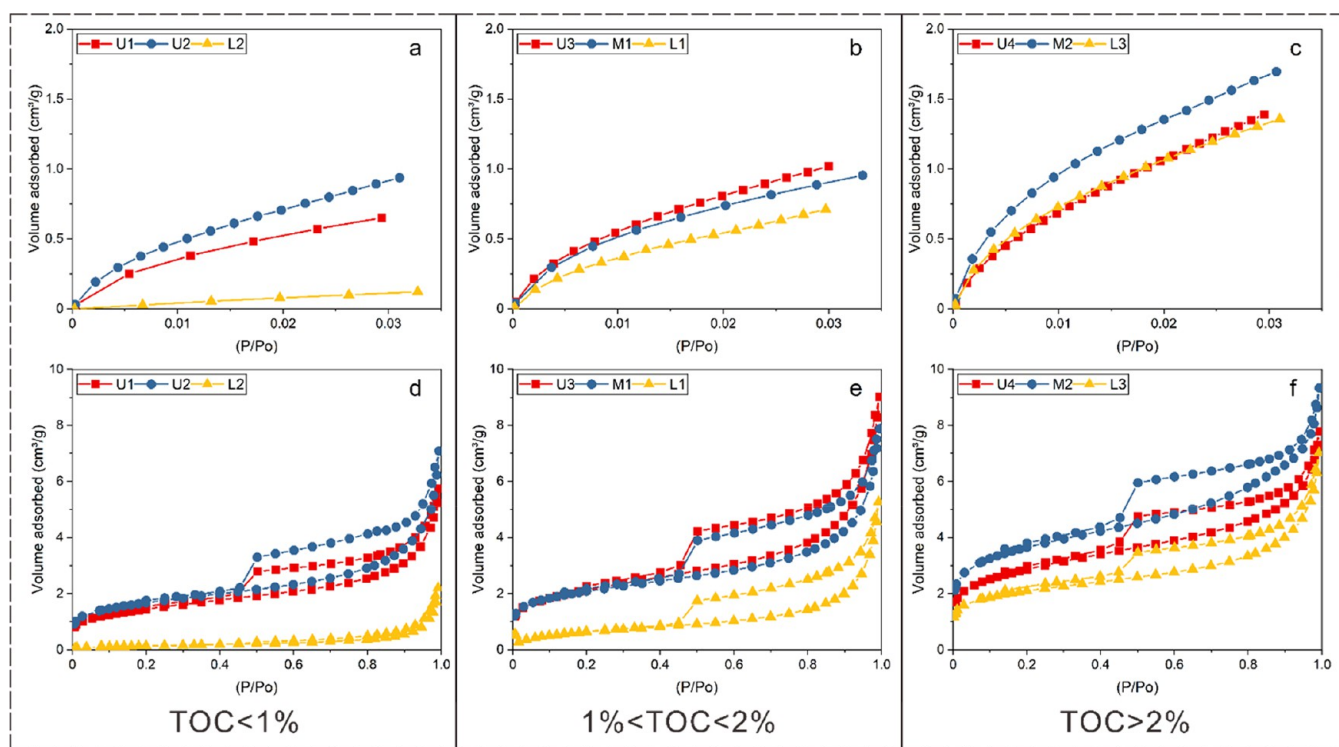 a
U1 U2 L2
Volume adsorbed (cm³/g)
2.0
1.5
1.0
0.5
0
0 0.01 0.02 0.03
(P/Po)
b
U3 M1 L1
Volume adsorbed (cm³/g)
2.0
1.5
1.0
0.5
0
0 0.01 0.02 0.03
(P/Po)
c
U4 M2 L3
Volume adsorbed (cm³/g)
2.0
1.5
1.0
0.5
0
0 0.01 0.02 0.03
(P/Po)
d
U1 U2 L2
Volume adsorbed (cm³/g)
10
8
6
4
2
0
0 0.2 0.4 0.6 0.8 1.0
(P/Po)
e
U3 M1 L1
Volume adsorbed (cm³/g)
10
8
6
4
2
0
0 0.2 0.4 0.6 0.8 1.0
(P/Po)
f
U4 M2 L3
Volume adsorbed (cm³/g)
10
8
6
4
2
0
0 0.2 0.4 0.6 0.8 1.0
(P/Po)
TOC<1%
1%<TOC<2%
TOC>2%